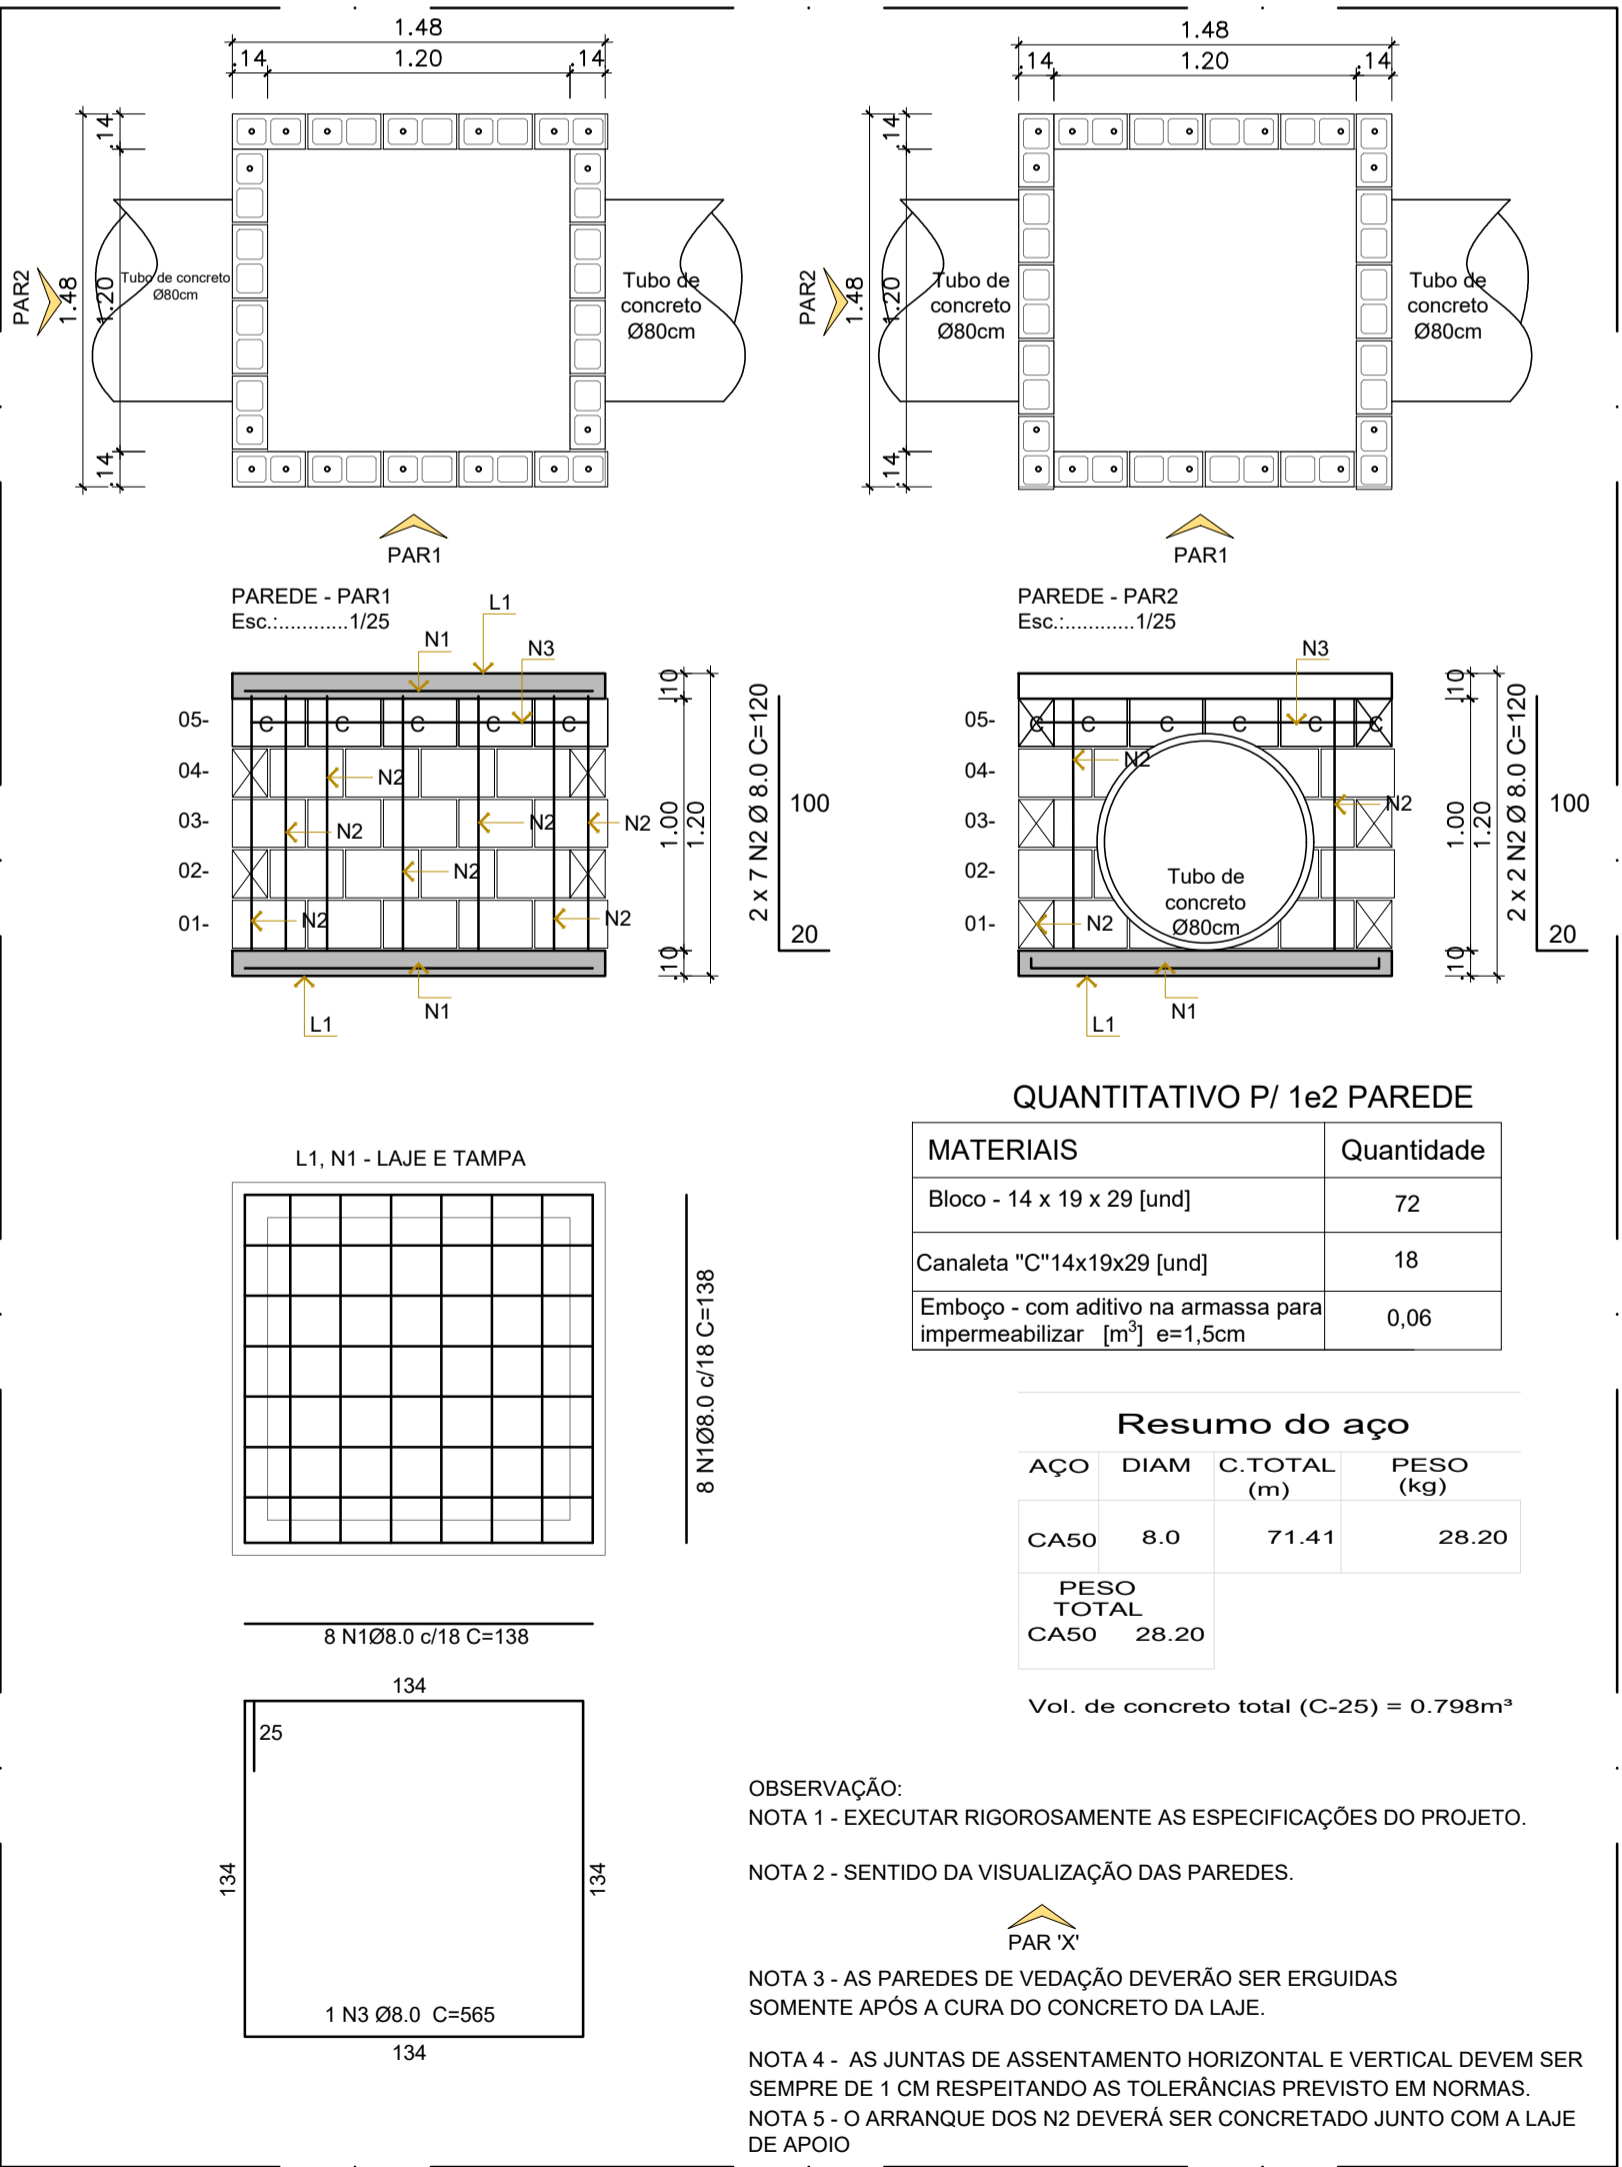 1.48
.14 1.20 .14
.14
1.20
1.48
.14
PAR2
Tubo de concreto
Ø80cm
Tubo de
concreto
Ø80cm
PAR1
1.48
.14 1.20 .14
.14
1.20
1.48
.14
PAR2
Tubo de
concreto
Ø80cm
Tubo de
concreto
Ø80cm
PAR1
PAREDE - PAR1
Esc.:............1/25
L1
N1
N3
05-
C C C C C
04-
N2
03-
N2
N2
N2
02-
N2
01-
N2
N2
L1
N1
.10
1.00
1.20
.10
2 x 7 N2 Ø 8.0 C=120
100
20
PAREDE - PAR2
Esc.:............1/25
N3
05-
C C C C C C
04-
N2
03-
N2
02-
Tubo de
concreto
Ø80cm
01-
N2
L1
N1
.10
1.00
1.20
.10
2 x 2 N2 Ø 8.0 C=120
100
20
QUANTITATIVO P/ 1e2 PAREDE
MATERIAIS Quantidade
Bloco - 14 x 19 x 29 [und] 72
Canaleta "C"14x19x29 [und] 18
Emboço - com aditivo na armassa para
impermeabilizar [m³] e=1,5cm 0,06
L1, N1 - LAJE E TAMPA
8 N1Ø8.0 c/18 C=138
8 N1Ø8.0 c/18 C=138
Resumo do aço
AÇO DIAM C.TOTAL PESO
(m) (kg)
CA50 8.0 71.41 28.20
PESO
TOTAL
CA50 28.20
Vol. de concreto total (C-25) = 0.798m³
134
25
134
134
1 N3 Ø8.0 C=565
134
OBSERVAÇÃO:
NOTA 1 - EXECUTAR RIGOROSAMENTE AS ESPECIFICAÇÕES DO PROJETO.
NOTA 2 - SENTIDO DA VISUALIZAÇÃO DAS PAREDES.
PAR 'X'
NOTA 3 - AS PAREDES DE VEDAÇÃO DEVERÃO SER ERGUIDAS
SOMENTE APÓS A CURA DO CONCRETO DA LAJE.
NOTA 4 - AS JUNTAS DE ASSENTAMENTO HORIZONTAL E VERTICAL DEVEM SER
SEMPRE DE 1 CM RESPEITANDO AS TOLERÂNCIAS PREVISTO EM NORMAS.
NOTA 5 - O ARRANQUE DOS N2 DEVERÁ SER CONCRETADO JUNTO COM A LAJE
DE APOIO